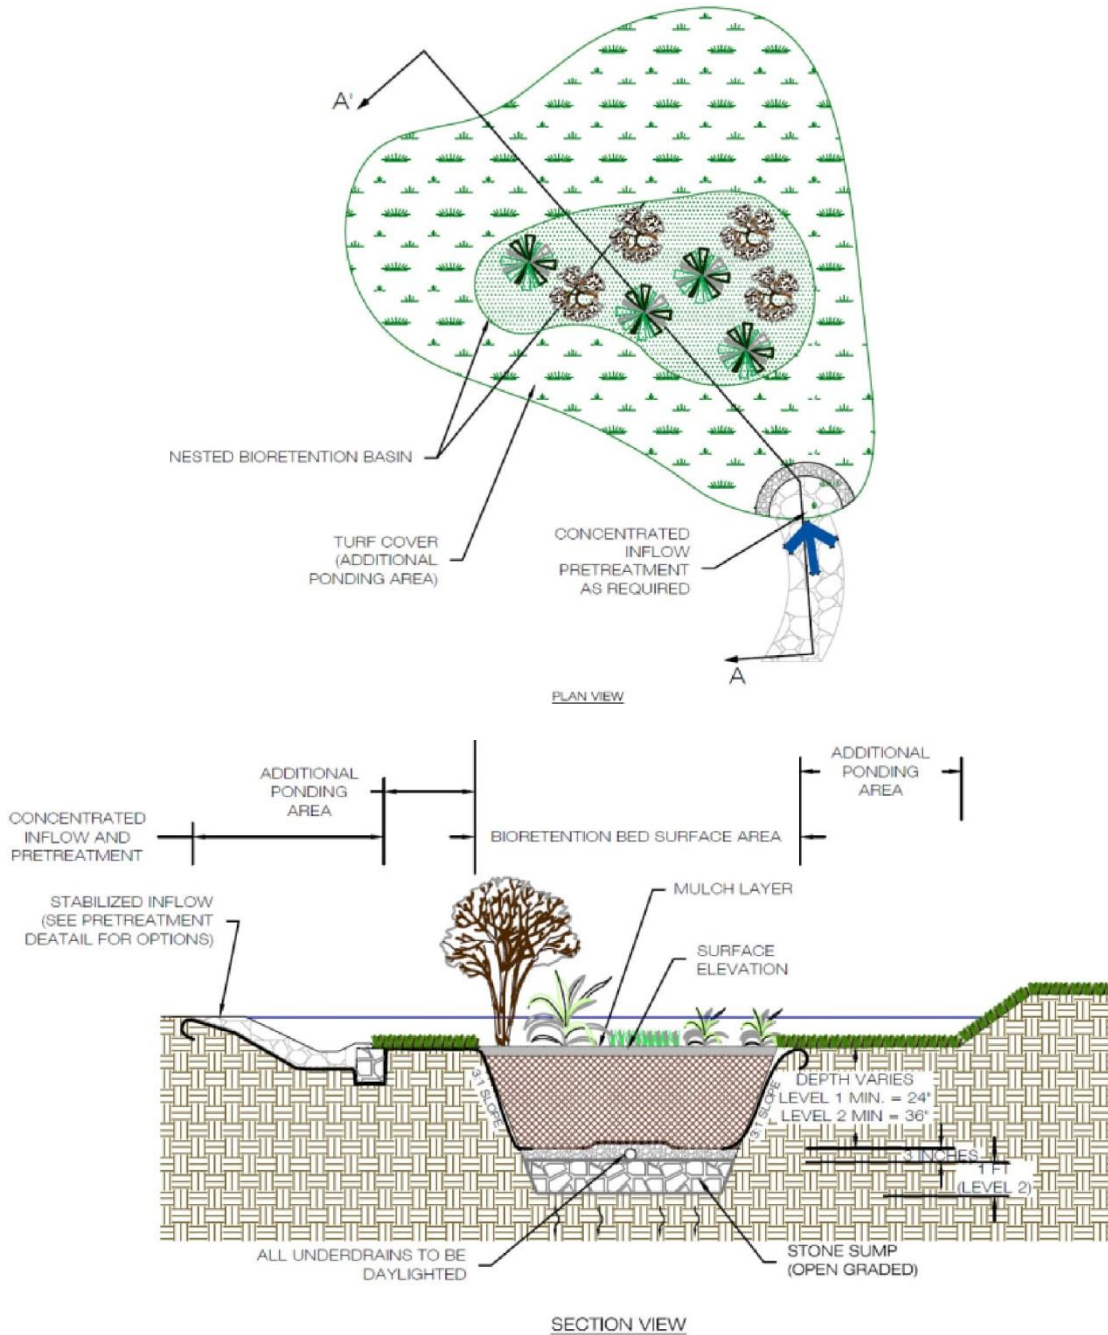 A'
NESTED BIORETENTION BASIN
TURF COVER
(ADDITIONAL
PONDING AREA)
CONCENTRATED
INFLOW
PRETREATMENT
AS REQUIRED
A
PLAN VIEW
CONCENTRATED
INFLOW AND
PRETREATMENT
ADDITIONAL
PONDING
AREA
BIORETENTION BED SURFACE AREA
ADDITIONAL
PONDING
AREA
STABILIZED INFLOW
(SEE PRETREATMENT
DEATAIL FOR OPTIONS)
MULCH LAYER
SURFACE
ELEVATION
3:1 SLOPE
3:1 SLOPE
DEPTH VARIES
LEVEL 1 MIN. = 24"
LEVEL 2 MIN = 36"
3 INCHES
1 FT
(LEVEL 2)
ALL UNDERDRAINS TO BE
DAYLIGHTED
STONE SUMP
(OPEN GRADED)
SECTION VIEW